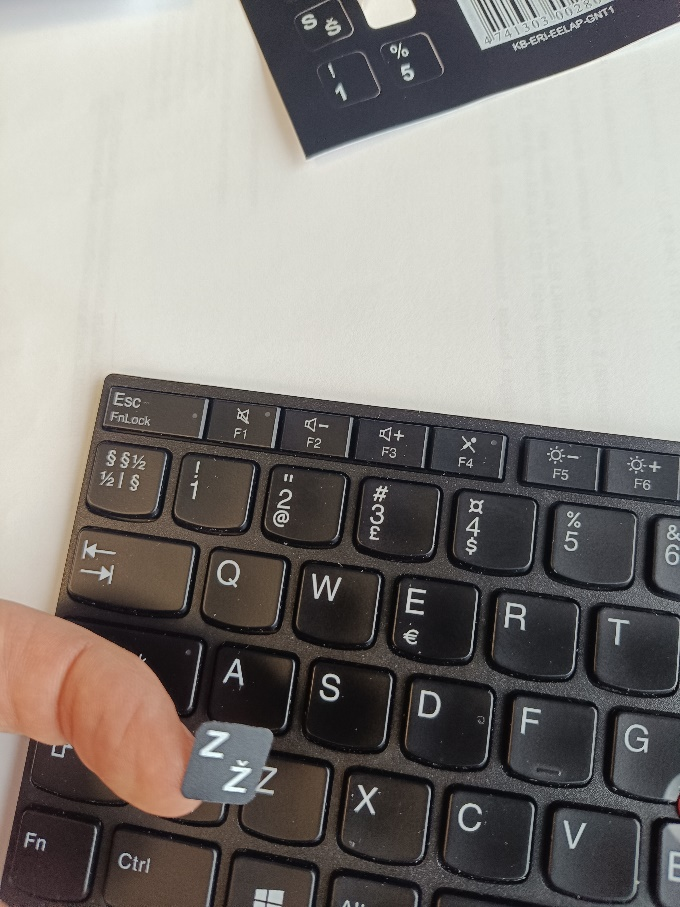 S
Š
%
5
!
1
KB-ERI-EELAP-GNT1
Esc
FnLock
F1
F2
F3
F4
F5
F6
§ § ½
½ | §
!
1
"
2
@
#
3
£
¤
4
$
%
5
&
6
Q
W
E
€
R
T
A
S
D
F
G
Z
Ž
Z
X
C
V
Fn
Ctrl